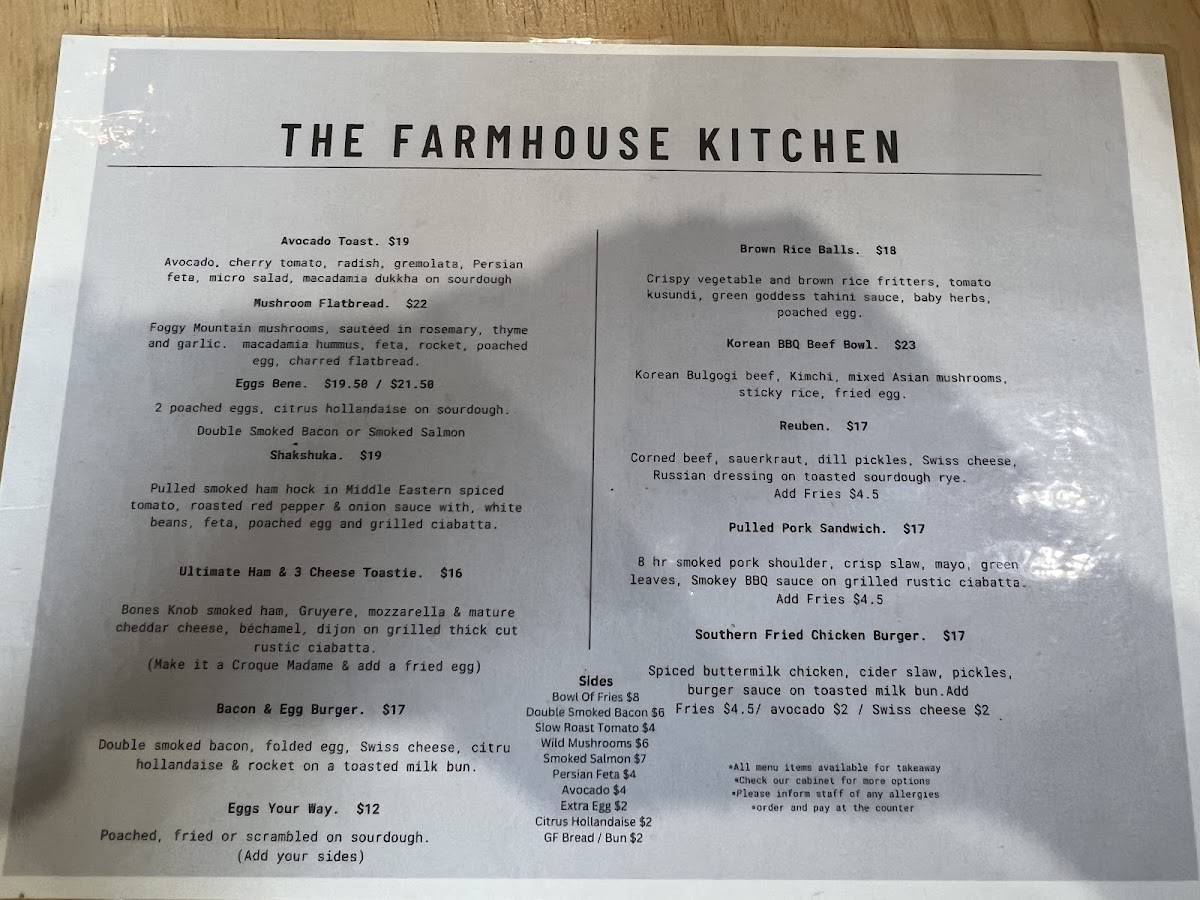 THE FARMHOUSE KITCHEN
Avocado Toast. $19
Avocado, cherry tomato, radish, gremolata, Persian
feta, micro salad, macadamia dukkha on sourdough
Mushroom Flatbread. $22
Foggy Mountain mushrooms, sautéed in rosemary, thyme
and garlic. macadamia hummus, feta, rocket, poached
egg, charred flatbread.
Eggs Bene. $19.50 / $21.50
2 poached eggs, citrus hollandaise on sourdough.
Double Smoked Bacon or Smoked Salmon
Shakshuka. $19
Pulled smoked ham hock in Middle Eastern spiced
tomato, roasted red pepper & onion sauce with, white
beans, feta, poached egg and grilled ciabatta.
Ultimate Ham & 3 Cheese Toastie. $16
Bones Knob smoked ham, Gruyere, mozzarella & mature
cheddar cheese, béchamel, dijon on grilled thick cut
rustic ciabatta.
(Make it a Croque Madame & add a fried egg)
Bacon & Egg Burger. $17
Double smoked bacon, folded egg, Swiss cheese, citru
hollandaise & rocket on a toasted milk bun.
Eggs Your Way. $12
Poached, fried or scrambled on sourdough.
(Add your sides)
Sides
Bowl Of Fries $8
Double Smoked Bacon $6
Slow Roast Tomato $4
Wild Mushrooms $6
Smoked Salmon $7
Persian Feta $4
Avocado $4
Extra Egg $2
Citrus Hollandaise $2
GF Bread / Bun $2
Brown Rice Balls. $18
Crispy vegetable and brown rice fritters, tomato
kusundi, green goddess tahini sauce, baby herbs,
poached egg.
Korean BBQ Beef Bowl. $23
Korean Bulgogi beef, Kimchi, mixed Asian mushrooms,
sticky rice, fried egg.
Reuben. $17
Corned beef, sauerkraut, dill pickles, Swiss cheese,
Russian dressing on toasted sourdough rye.
Add Fries $4.5
Pulled Pork Sandwich. $17
8 hr smoked pork shoulder, crisp slaw, mayo, green
leaves, Smokey BBQ sauce on grilled rustic ciabatta.
Add Fries $4.5
Southern Fried Chicken Burger. $17
Spiced buttermilk chicken, cider slaw, pickles,
burger sauce on toasted milk bun.Add
Fries $4.5/ avocado $2 / Swiss cheese $2
*All menu items available for takeaway
*Check our cabinet for more options
*Please inform staff of any allergies
*order and pay at the counter